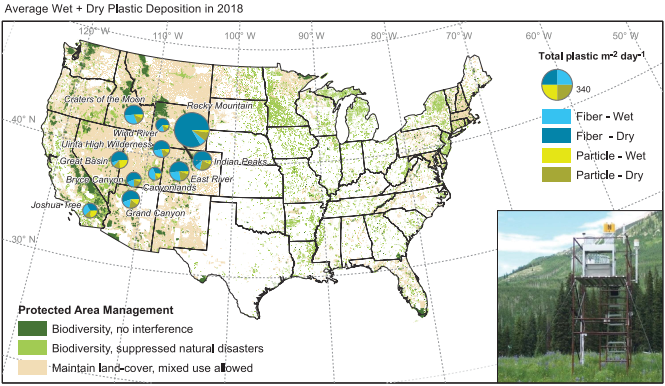 Average Wet + Dry Plastic Deposition in 2018
120° W
110° W
100° W
90° W
80° W
70° W
60° W
40° N
30° N
Craters of the Moon
Rocky Mountain
Wind River
Uinta High Wilderness
Great Basin
Indian Peaks
Bryce Canyon
East River
Canyonlands
Joshua Tree
Grand Canyon
Total plastic m-2 day-1
340
Fiber - Wet
Fiber - Dry
Particle - Wet
Particle - Dry
Protected Area Management
Biodiversity, no interference
Biodiversity, suppressed natural disasters
Maintain land-cover, mixed use allowed